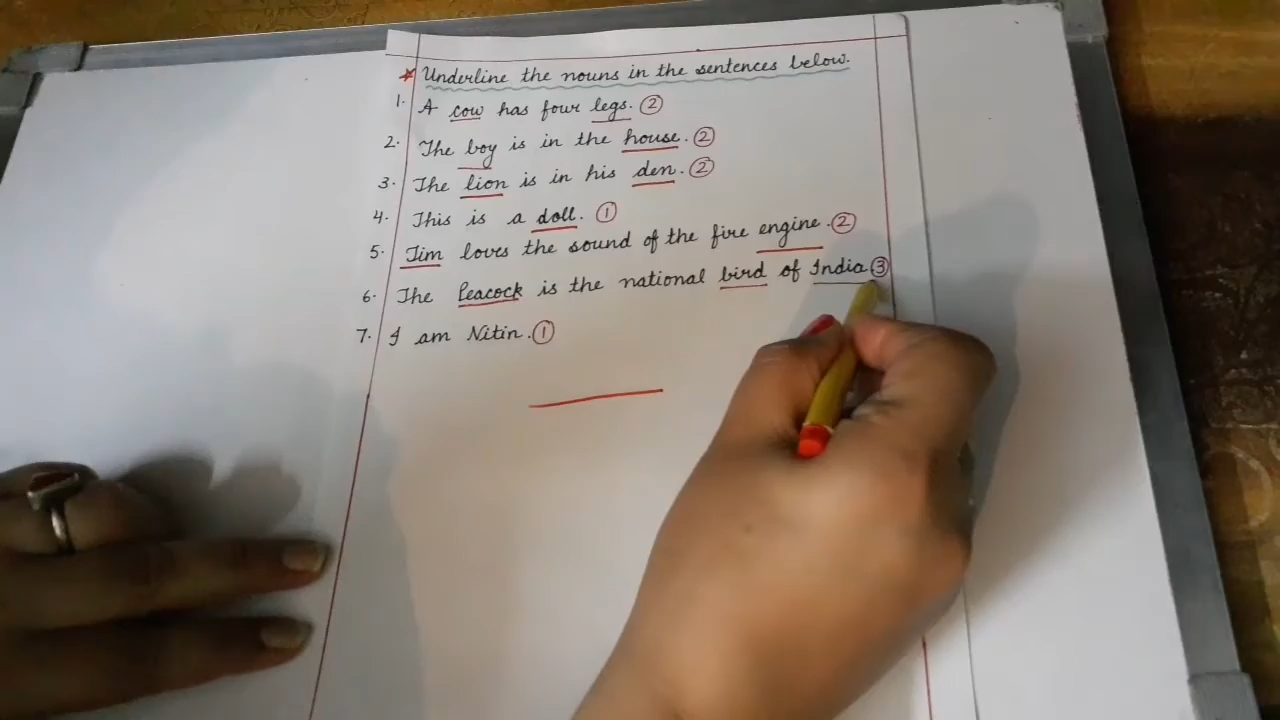 * Underline the nouns in the sentences below.
1. A cow has four legs. ②
2. The boy is in the house. ②
3. The lion is in his den. ②
4. This is a doll. ①
5. Tim loves the sound of the fire engine. ②
6. The Peacock is the national bird of India ③
7. I am Nitin. ①